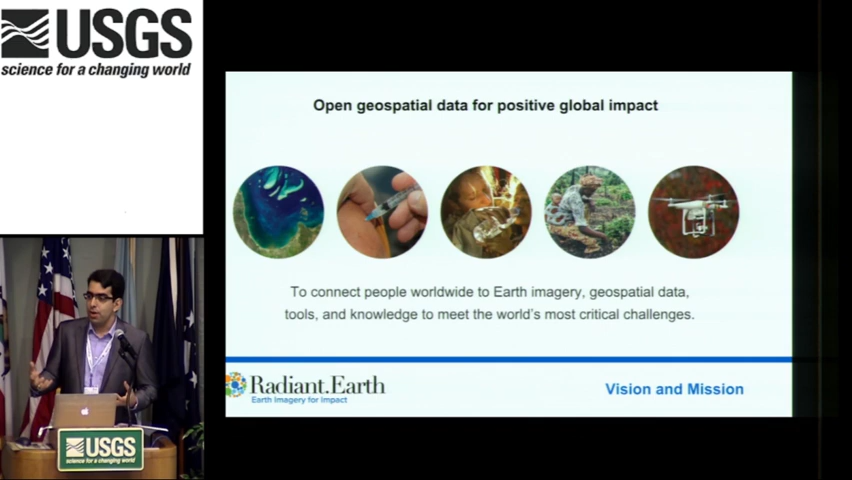 USGS
science for a changing world
Open geospatial data for positive global impact
To connect people worldwide to Earth imagery, geospatial data,
tools, and knowledge to meet the world's most critical challenges.
Radiant.Earth
Earth Imagery for Impact
Vision and Mission
USGS
science for a changing world